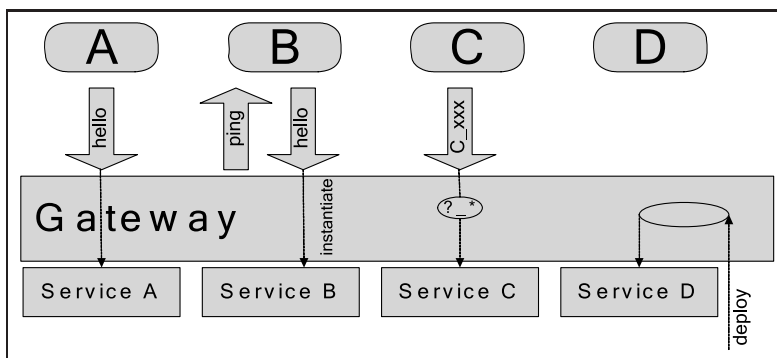 A B C D
hello ping hello C_xxx
Gateway instantiate ?_*
Service A Service B Service C Service D
deploy